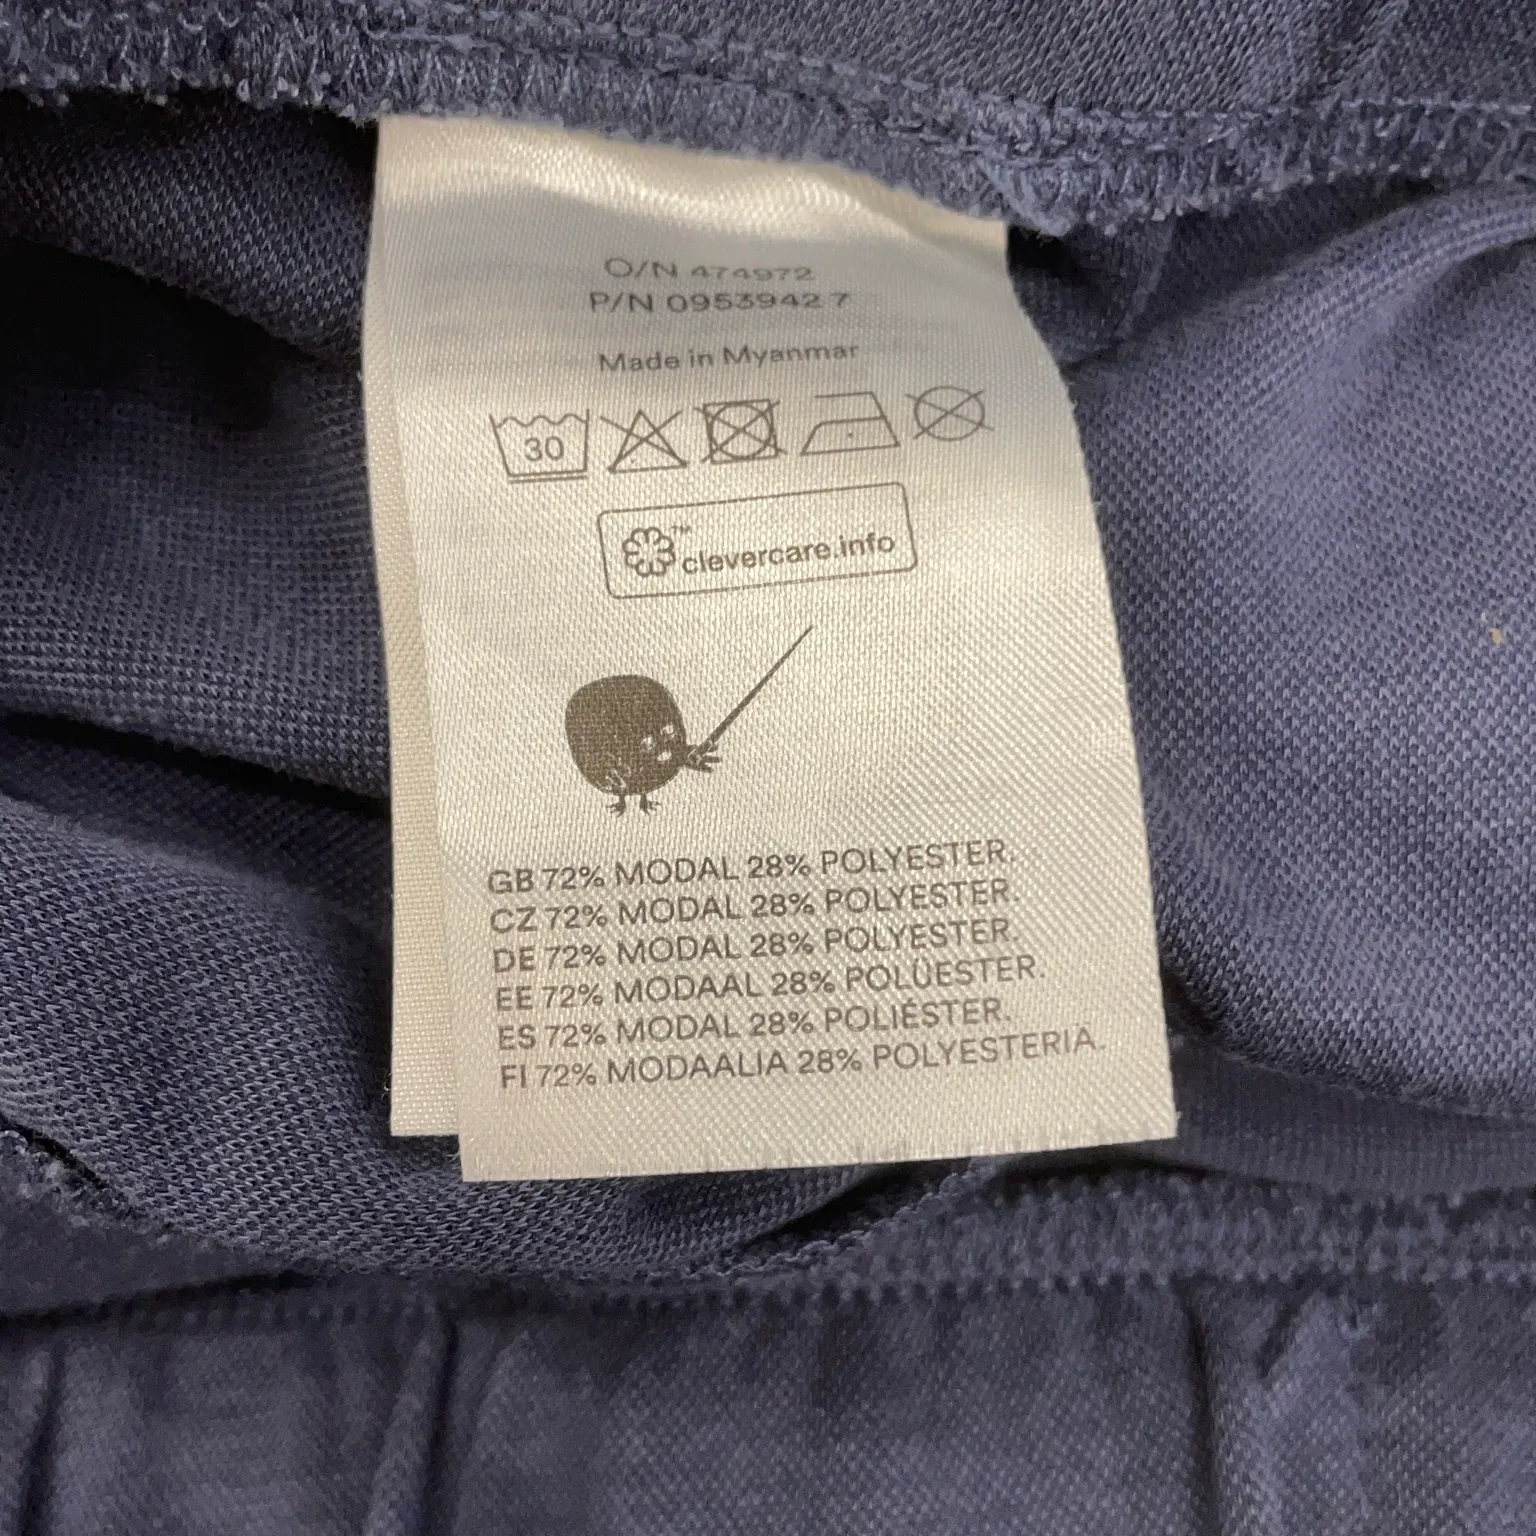 O/N 474972
P/N 0953942 7
Made in Myanmar
30
™
clevercare.info
GB 72% MODAL 28% POLYESTER.
CZ 72% MODAL 28% POLYESTER.
DE 72% MODAL 28% POLYESTER.
EE 72% MODAAL 28% POLÜESTER.
ES 72% MODAL 28% POLIÉSTER.
FI 72% MODAALIA 28% POLYESTERIÄ.